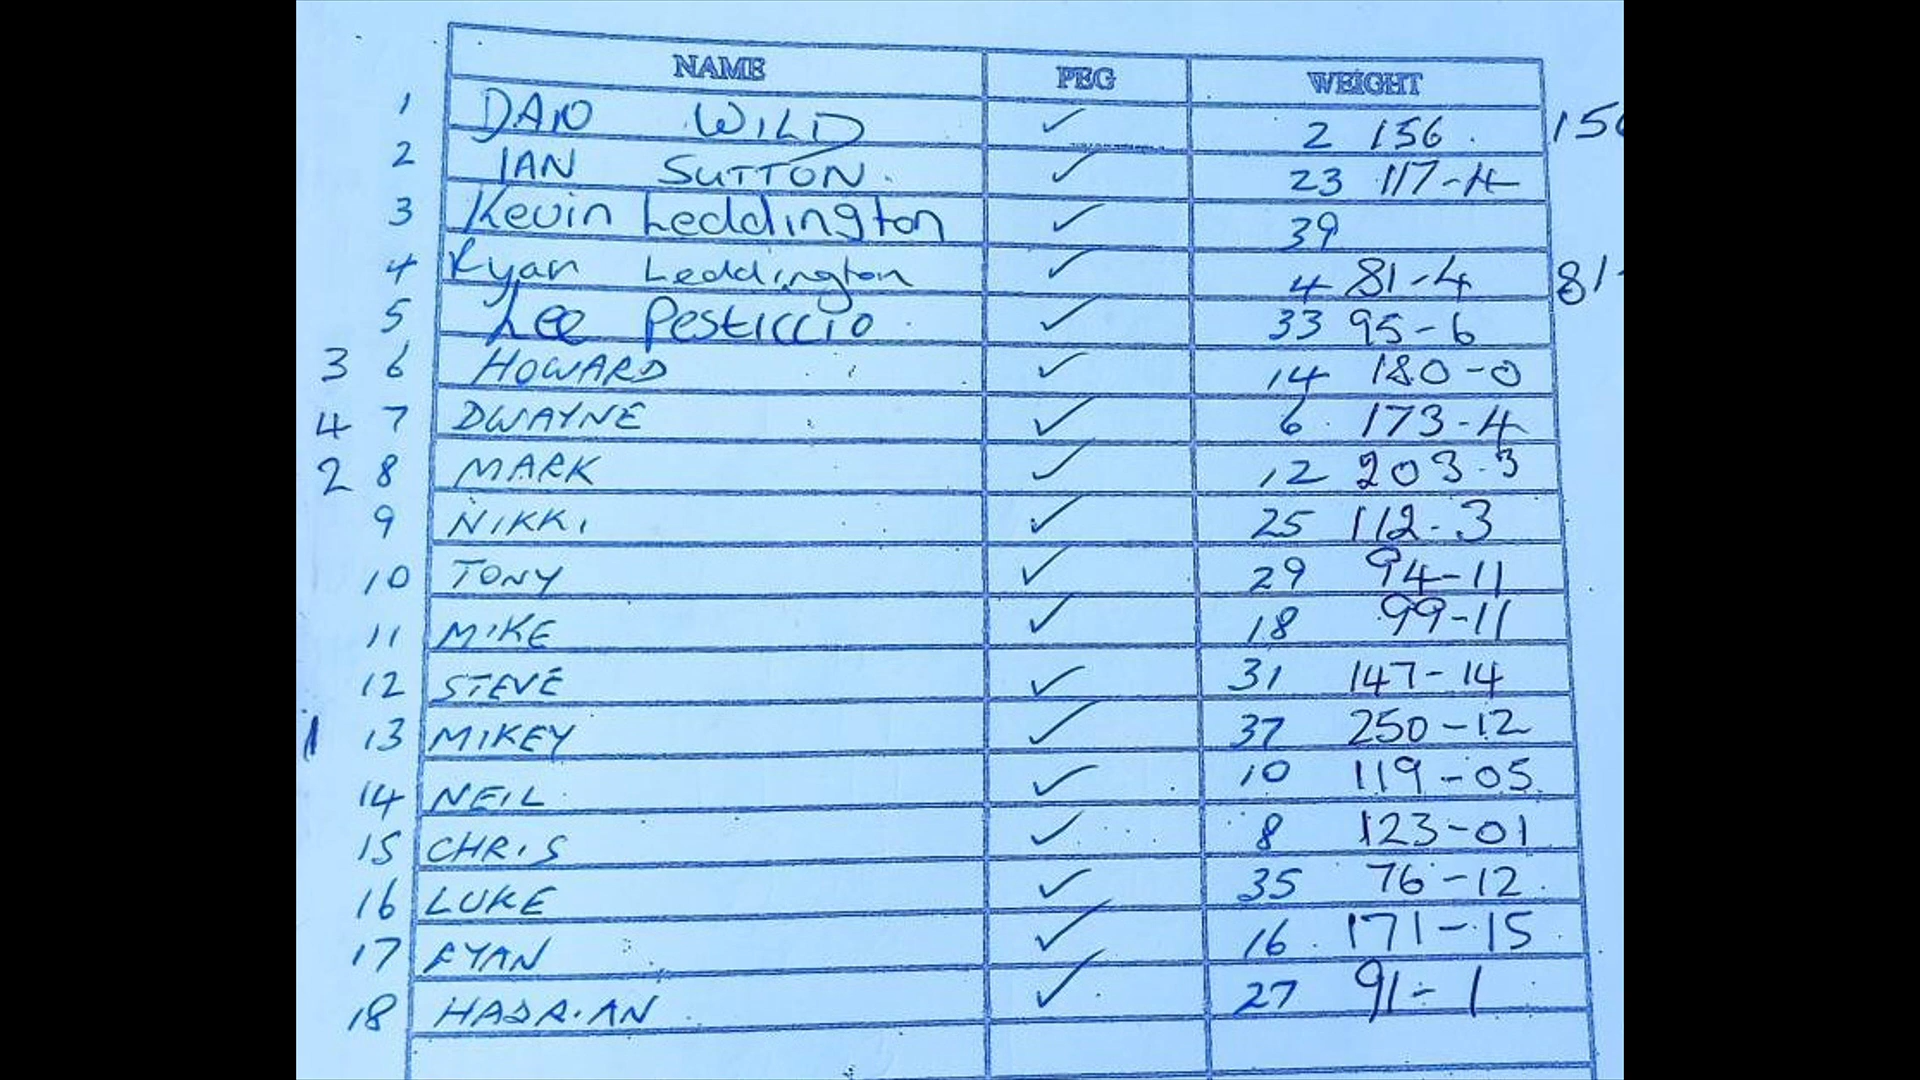 NAME PEG WEIGHT
1 DAN WILD ✓ 2 156 156
2 IAN SUTTON. ✓ 23 117-4
3 Kevin Leddington ✓ 39
4 Ryan Leddington ✓ 4 81-4 81-
5 Lee Pesticcio ✓ 33 95-6
3 6 HOWARD ✓ 14 180-0
4 7 DWAYNE ✓ 6 173-4
2 8 MARK ✓ 12 203-3
9 NIKKI ✓ 25 112-3
10 TONY ✓ 29 94-11
11 MIKE ✓ 18 99-11
12 STEVE ✓ 31 147-14
1 13 MIKEY ✓ 37 250-12
14 NEIL ✓ 10 119-05
15 CHRIS ✓ 8 123-01
16 LUKE ✓ 35 76-12
17 RYAN ✓ 16 171-15
18 HADRIAN ✓ 27 91-1